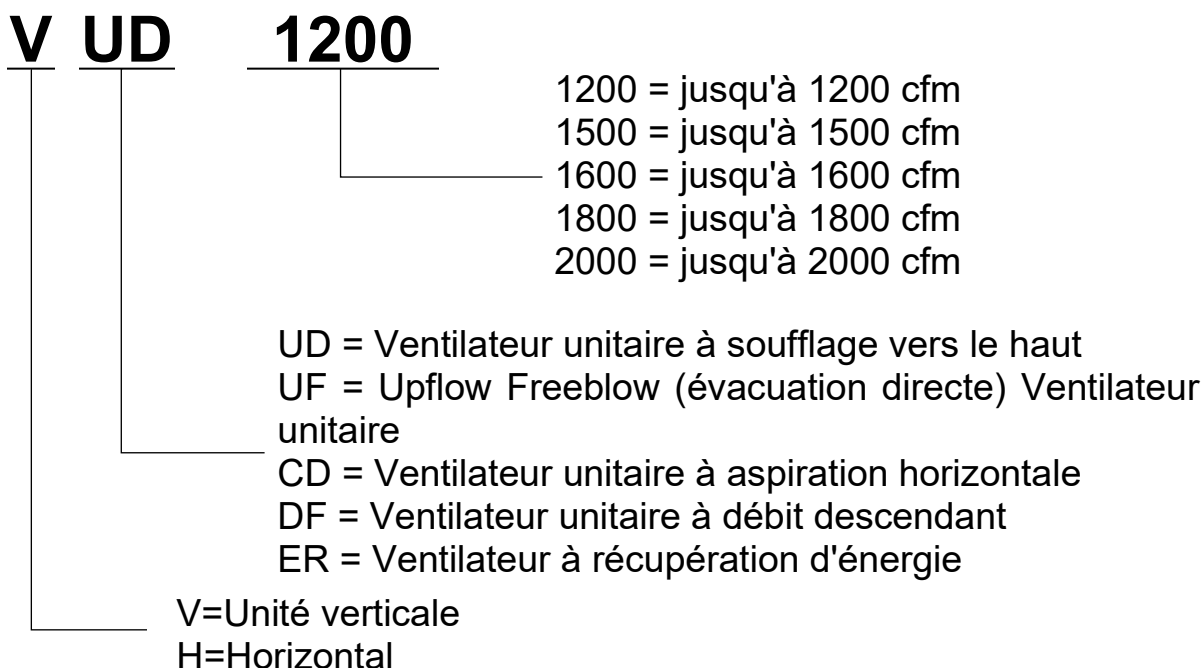 V UD 1200
1200 = jusqu'à 1200 cfm
1500 = jusqu'à 1500 cfm
1600 = jusqu'à 1600 cfm
1800 = jusqu'à 1800 cfm
2000 = jusqu'à 2000 cfm
UD = Ventilateur unitaire à soufflage vers le haut
UF = Upflow Freeblow (évacuation directe) Ventilateur
unitaire
CD = Ventilateur unitaire à aspiration horizontale
DF = Ventilateur unitaire à débit descendant
ER = Ventilateur à récupération d'énergie
V=Unité verticale
H=Horizontal